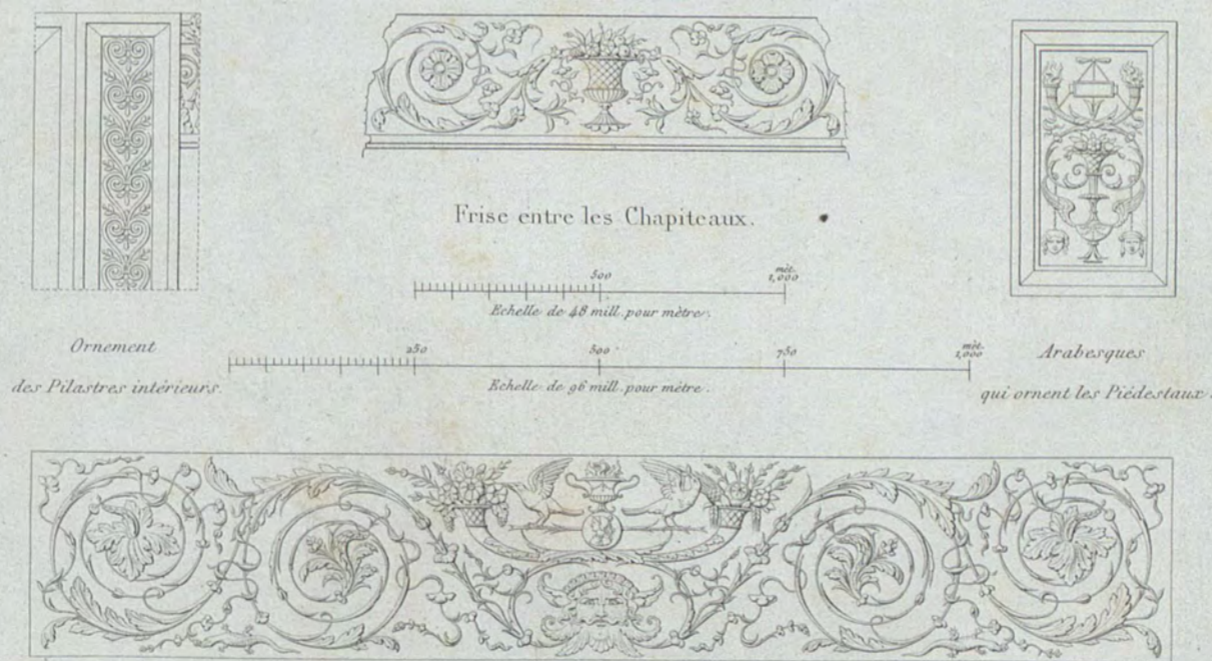 Frise entre les Chapiteaux.
500
mèt.
1,000
Echelle de 48 mill. pour mètre.
Ornement
des Pilastres intérieurs.
250
500
750
mèt.
1,000
Echelle de 96 mill. pour mètre.
Arabesques
qui ornent les Piédestaux.